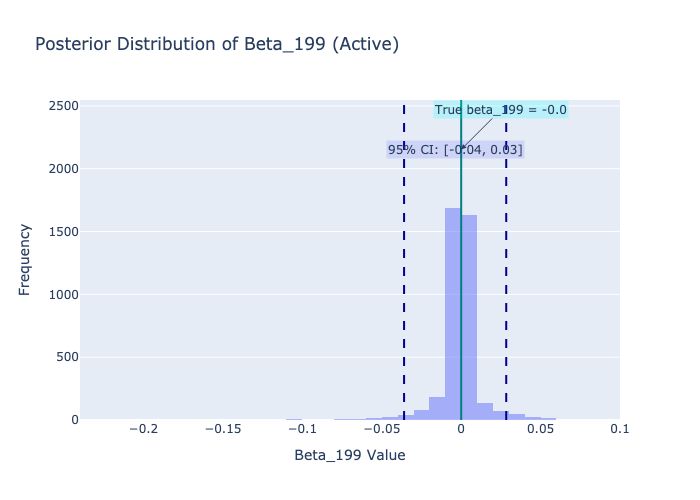 Posterior Distribution of Beta_199 (Active)
2500
True beta_199 = -0.0
95% CI: [-0.04, 0.03]
2000
1500
1000
500
0
Frequency
−0.2
−0.15
−0.1
−0.05
0
0.05
0.1
Beta_199 Value